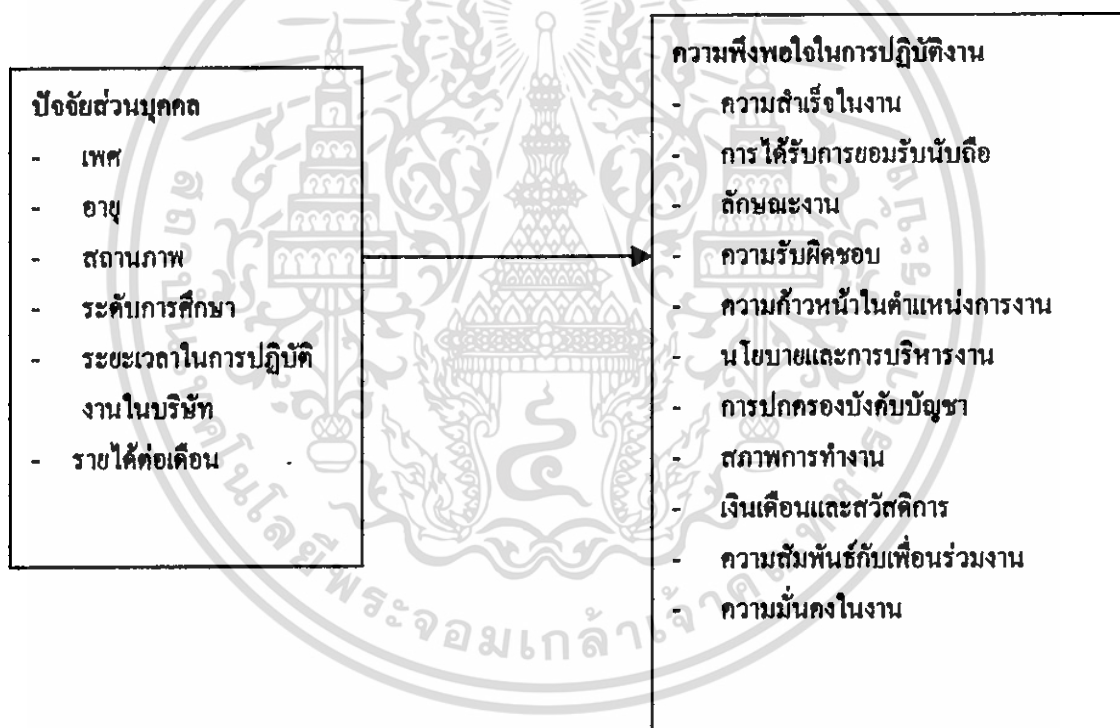 ปัจจัยส่วนบุคคล
- เพศ
- อายุ
- สถานภาพ
- ระดับการศึกษา
- ระยะเวลาในการปฏิบัติ
งานในบริษัท
- รายได้ต่อเดือน
ความพึงพอใจในการปฏิบัติงาน
- ความสำเร็จในงาน
- การได้รับการยอมรับนับถือ
- ลักษณะงาน
- ความรับผิดชอบ
- ความก้าวหน้าในตำแหน่งการงาน
- นโยบายและการบริหารงาน
- การปกครองบังคับบัญชา
- สภาพการทำงาน
- เงินเดือนและสวัสดิการ
- ความสัมพันธ์กับเพื่อนร่วมงาน
- ความมั่นคงในงาน
พระจอมเกล้าเจ้า